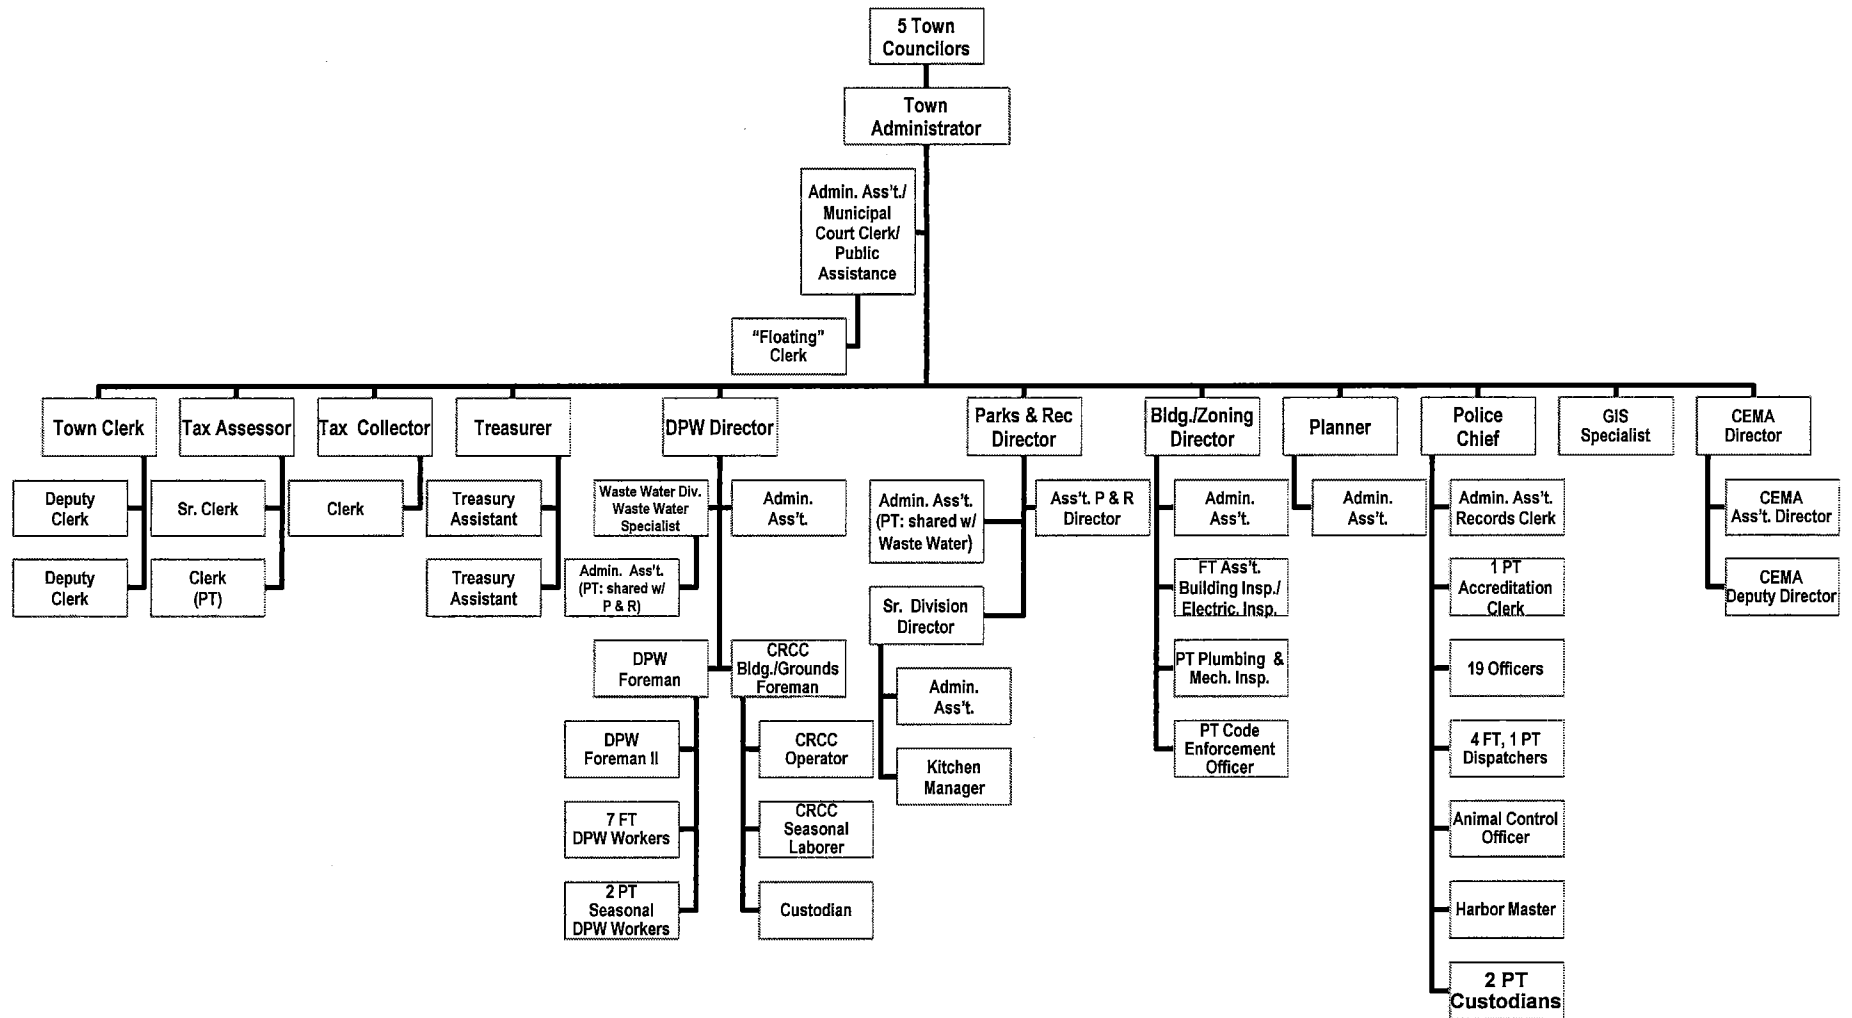 5 Town
Councilors
Town
Administrator
Admin. Ass't./
Municipal
Court Clerk/
Public
Assistance
“Floating”
Clerk
Town Clerk
Tax Assessor
Tax Collector
Treasurer
DPW Director
Parks & Rec
Director
Bldg./Zoning
Director
Planner
Police
Chief
GIS
Specialist
CEMA
Director
Deputy
Clerk
Deputy
Clerk
Sr. Clerk
Clerk
(PT)
Clerk
Treasury
Assistant
Treasury
Assistant
Waste Water Div.
Waste Water
Specialist
Admin.
Ass't.
Admin. Ass't.
(PT: shared w/
P & R)
DPW
Foreman
CRCC
Bldg./Grounds
Foreman
DPW
Foreman II
7 FT
DPW Workers
2 PT
Seasonal
DPW Workers
CRCC
Operator
CRCC
Seasonal
Laborer
Custodian
Admin. Ass't.
(PT: shared w/
Waste Water)
Ass't. P & R
Director
Sr. Division
Director
Admin.
Ass't.
Kitchen
Manager
Admin.
Ass't.
FT Ass't.
Building Insp./
Electric. Insp.
PT Plumbing &
Mech. Insp.
PT Code
Enforcement
Officer
Admin.
Ass't.
Admin. Ass't.
Records Clerk
1 PT
Accreditation
Clerk
19 Officers
4 FT, 1 PT
Dispatchers
Animal Control
Officer
Harbor Master
2 PT
Custodians
CEMA
Ass't. Director
CEMA
Deputy Director